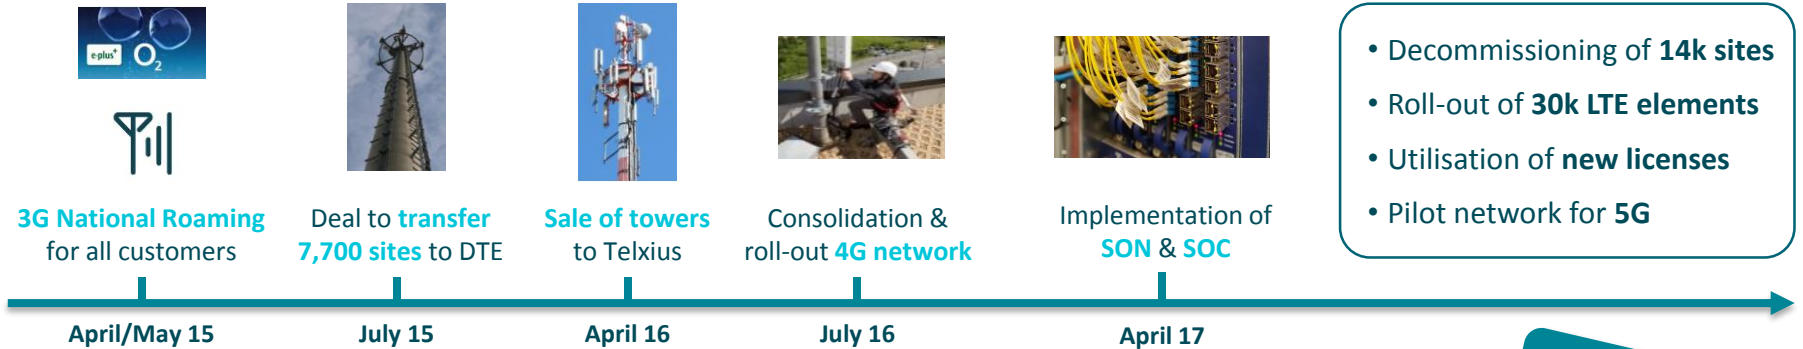 e-plus+
O2
3G National Roaming
for all customers
Deal to transfer
7,700 sites to DTE
Sale of towers
to Telxius
Consolidation &
roll-out 4G network
Implementation of
SON & SOC
• Decommissioning of 14k sites
• Roll-out of 30k LTE elements
• Utilisation of new licenses
• Pilot network for 5G
April/May 15
July 15
April 16
July 16
April 17